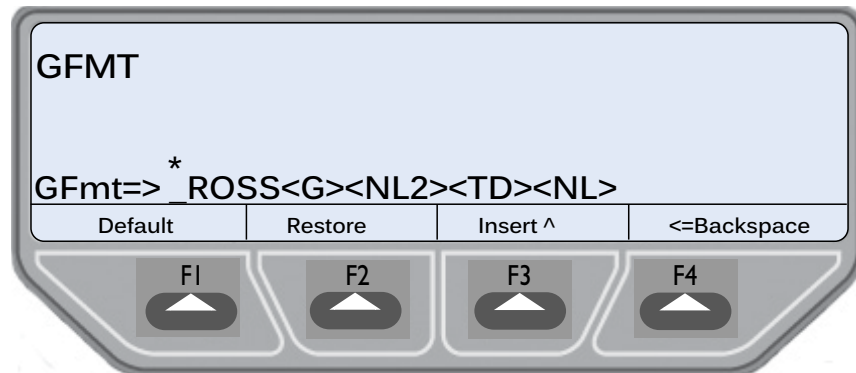 GFMT
*
GFmt=> _ROSS<G><NL2><TD><NL>
Default Restore Insert ^ <=Backspace
F1 F2 F3 F4